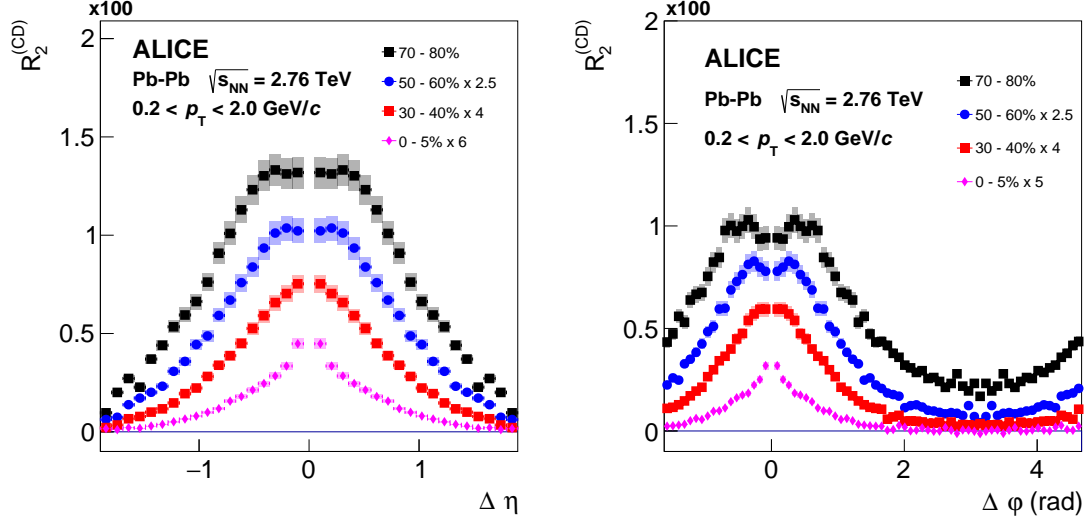 x100
R₂^(CD)
2
1.5
1
0.5
0
ALICE
Pb-Pb √s_NN = 2.76 TeV
0.2 < p_T < 2.0 GeV/c
70 - 80%
50 - 60% x 2.5
30 - 40% x 4
0 - 5% x 6
−1
0
1
Δ η
x100
R₂^(CD)
2
1.5
1
0.5
0
ALICE
Pb-Pb √s_NN = 2.76 TeV
0.2 < p_T < 2.0 GeV/c
70 - 80%
50 - 60% x 2.5
30 - 40% x 4
0 - 5% x 5
0
2
4
Δ φ (rad)